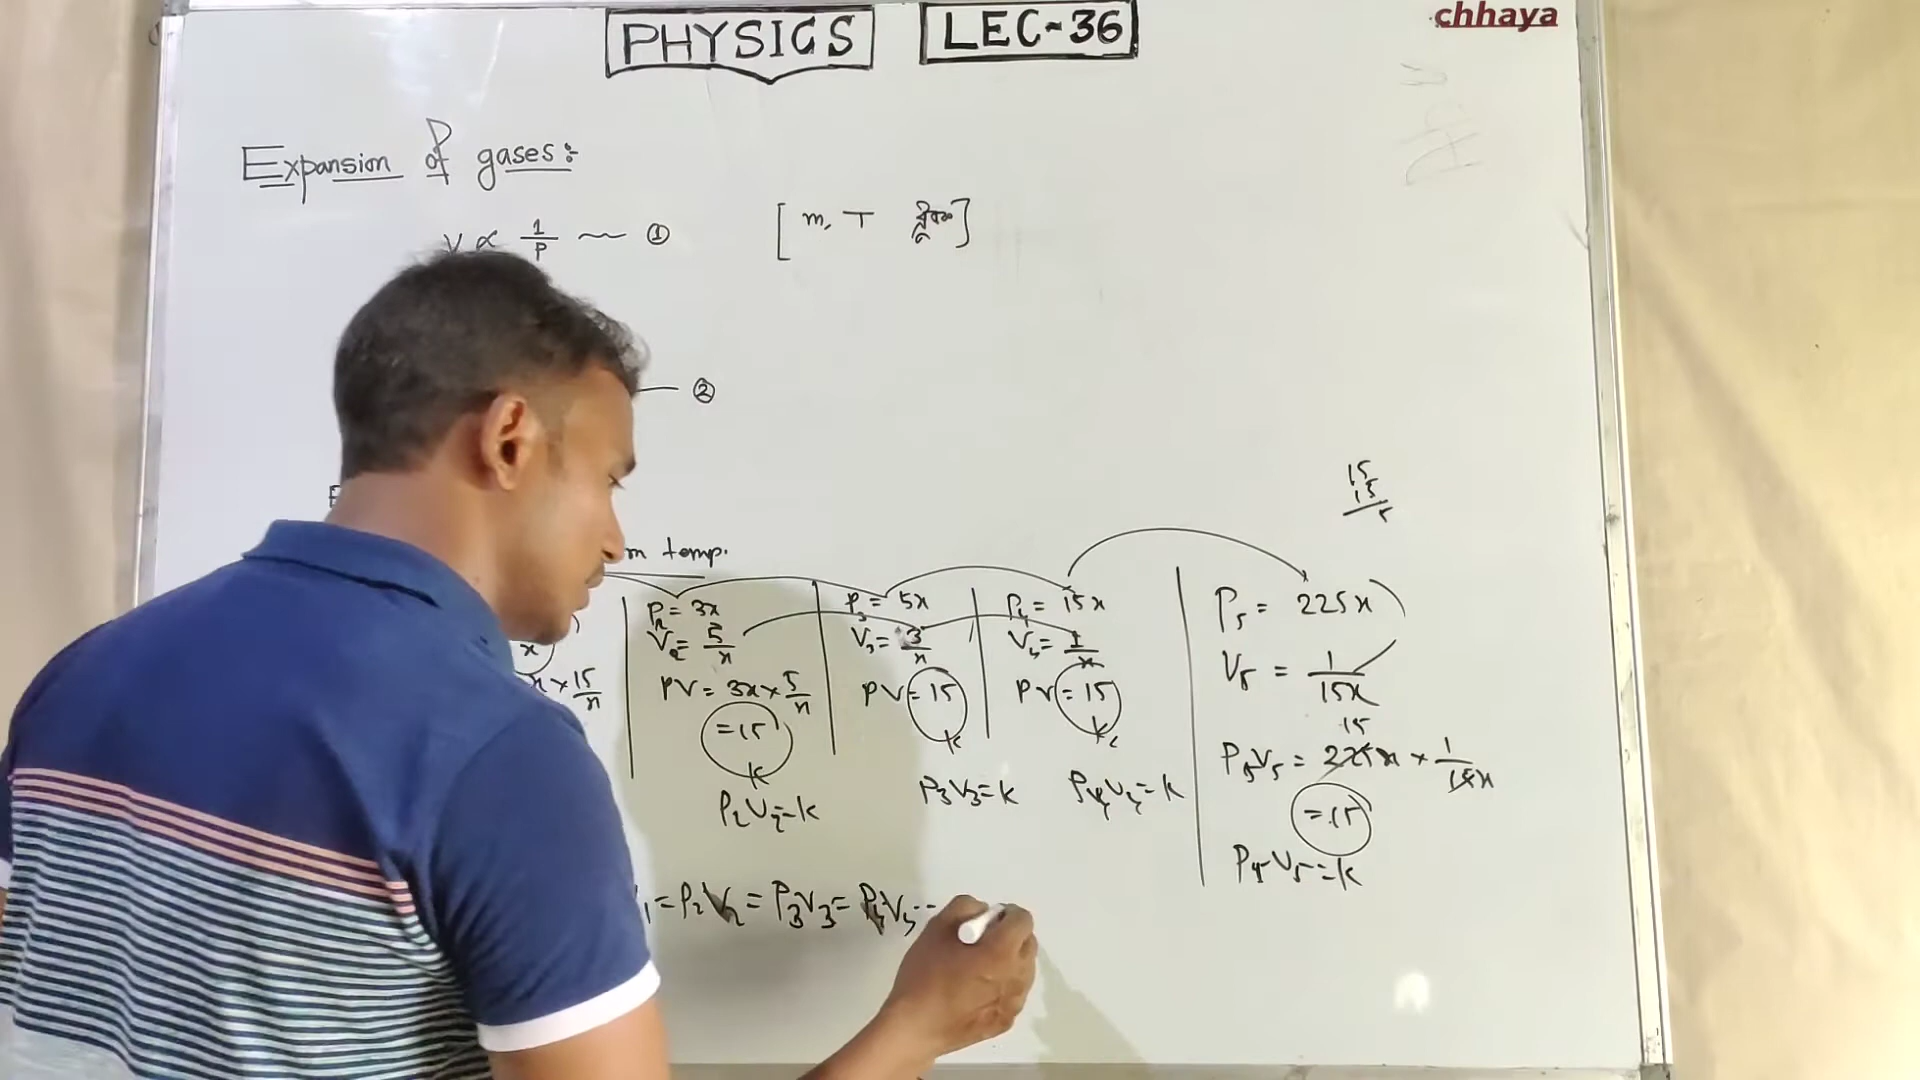 PHYSICS
LEC-36
chhaya
Expansion of gases:
V ∝ 1/P ~~ ①
[m, T ধ্রুবক]
②
15
15
5
m temp.
P₂ = 3x
V₂ = 5/x
PV = 3x × 5/x
= 15
k
P₂V₂ = k
P₃ = 5x
V₃ = 3/x
PV = 15
k
P₃V₃ = k
P₄ = 15x
V₄ = 1/x
PV = 15
k
P₄V₄ = k
P₅ = 225x
V₅ = 1/15x
15
P₅V₅ = 225x × 1/15x
= 15
P₅V₅ = k
x
x × 15/x
₁ = P₂V₂ = P₃V₃ = P₄V₄ --